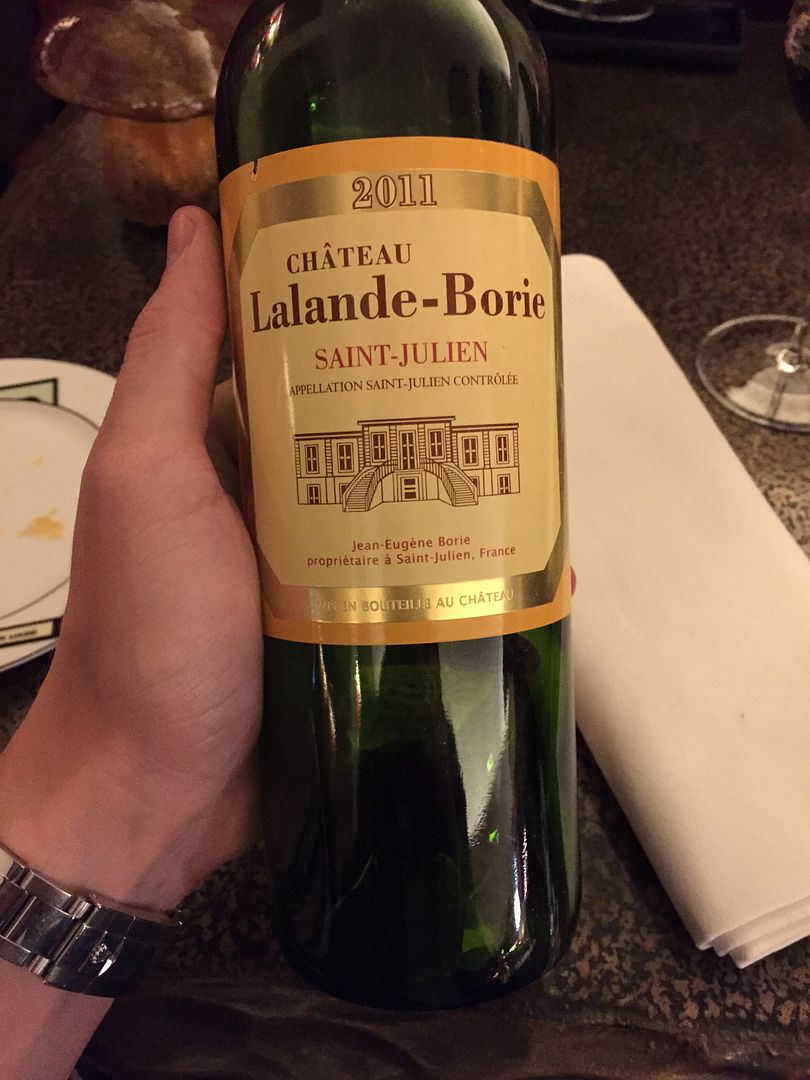 2011
CHÂTEAU
Lalande-Borie
SAINT-JULIEN
APPELLATION SAINT-JULIEN CONTRÔLÉE
Jean-Eugène Borie
propriétaire à Saint-Julien, France
MIS EN BOUTEILLE AU CHÂTEAU